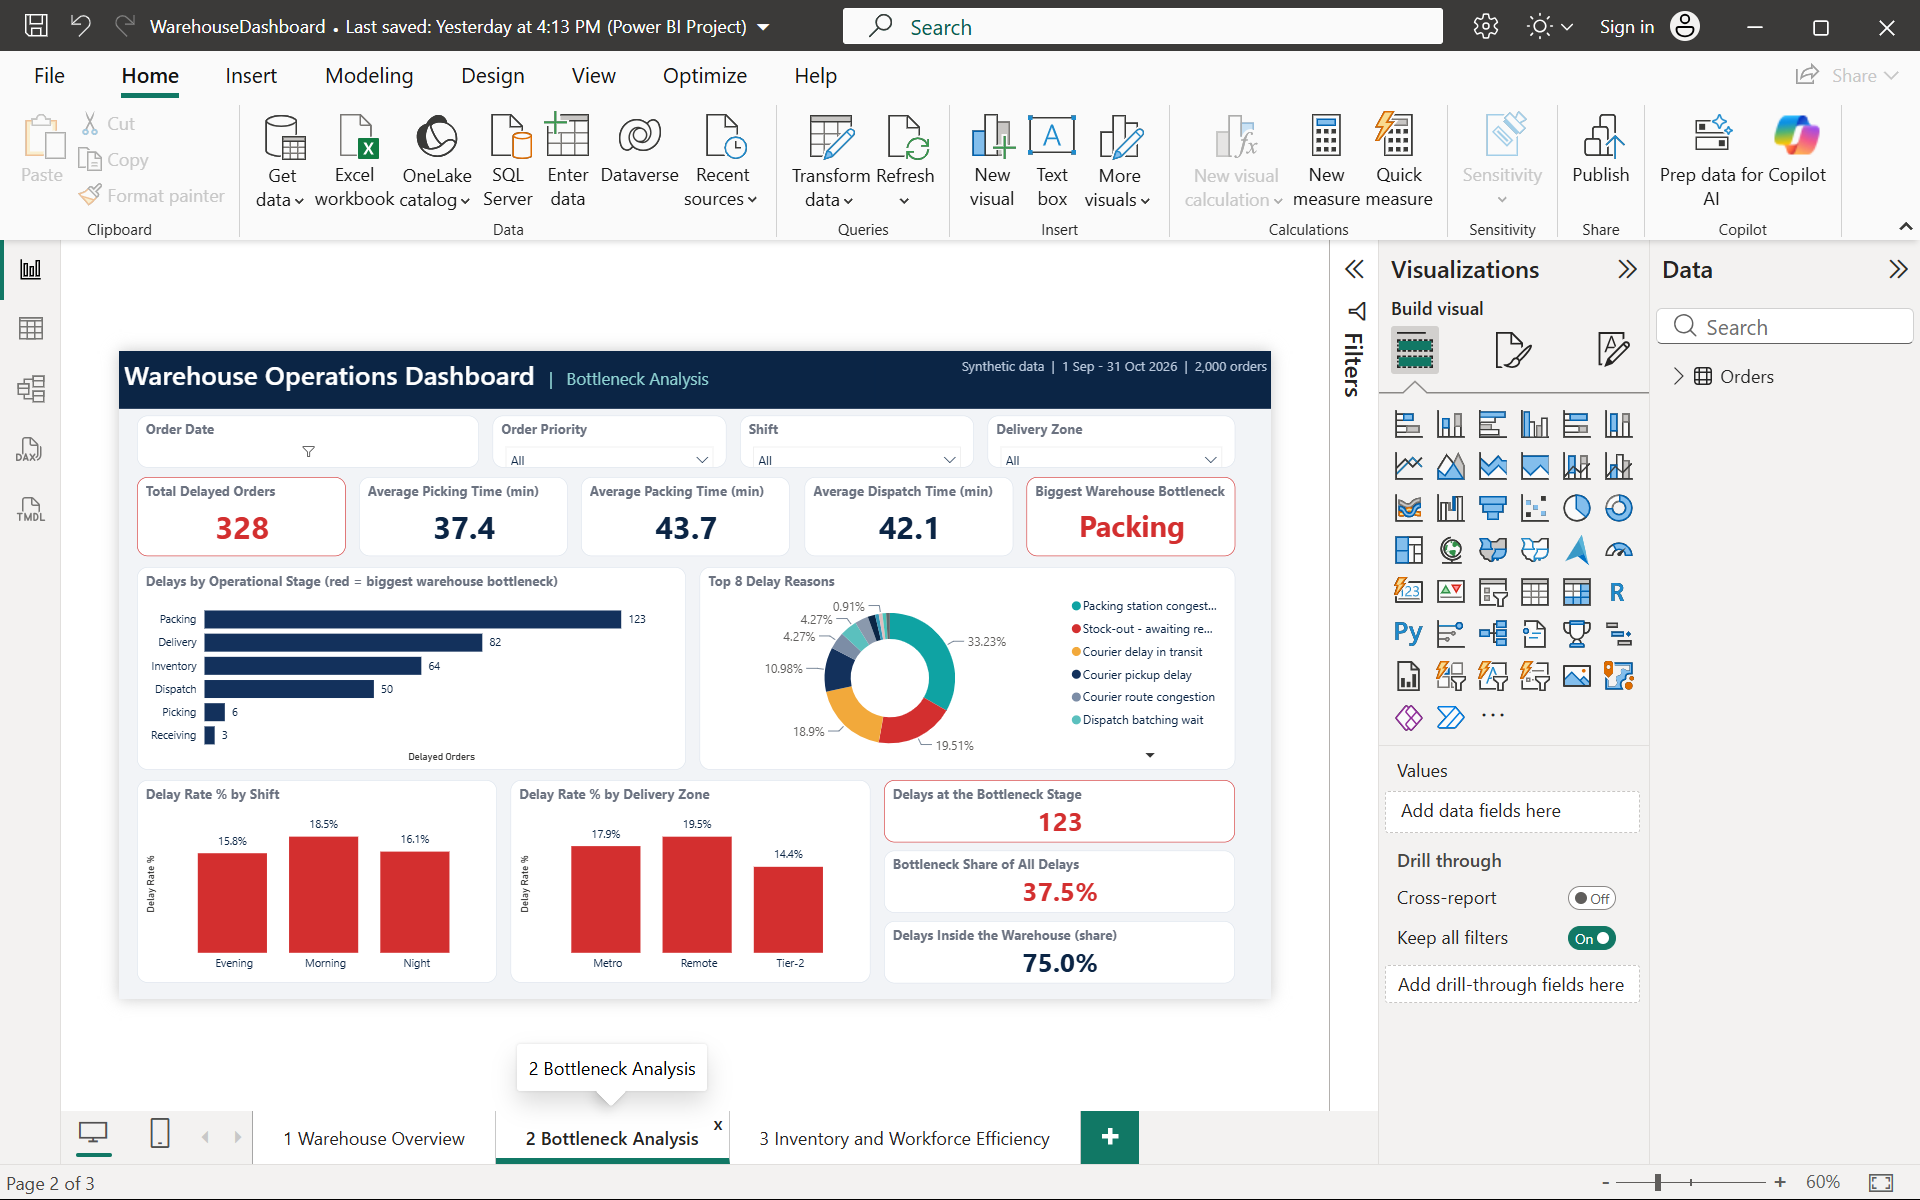 WarehouseDashboard • Last saved: Yesterday at 4:13 PM (Power BI Project)
Search
Sign in
File
Home
Insert
Modeling
Design
View
Optimize
Help
Share
Paste
Cut
Copy
Format painter
Clipboard
Get data
Excel workbook
OneLake catalog
SQL Server
Enter data
Dataverse
Recent sources
Data
Transform data
Refresh
Queries
New visual
Text box
More visuals
Insert
New visual calculation
New measure
Quick measure
Calculations
Sensitivity
Sensitivity
Publish
Share
Prep data for AI
Copilot
Copilot
DAX
TMDL
Warehouse Operations Dashboard | Bottleneck Analysis
Synthetic data | 1 Sep - 31 Oct 2026 | 2,000 orders
Order Date
Order Priority
All
Shift
All
Delivery Zone
All
Total Delayed Orders
328
Average Picking Time (min)
37.4
Average Packing Time (min)
43.7
Average Dispatch Time (min)
42.1
Biggest Warehouse Bottleneck
Packing
Delays by Operational Stage (red = biggest warehouse bottleneck)
Packing 123
Delivery 82
Inventory 64
Dispatch 50
Picking 6
Receiving 3
Delayed Orders
Top 8 Delay Reasons
0.91%
4.27%
4.27%
10.98%
18.9%
33.23%
19.51%
Packing station congest...
Stock-out - awaiting re...
Courier delay in transit
Courier pickup delay
Courier route congestion
Dispatch batching wait
Delay Rate % by Shift
Delay Rate %
15.8%
18.5%
16.1%
Evening
Morning
Night
Delay Rate % by Delivery Zone
Delay Rate %
17.9%
19.5%
14.4%
Metro
Remote
Tier-2
Delays at the Bottleneck Stage
123
Bottleneck Share of All Delays
37.5%
Delays Inside the Warehouse (share)
75.0%
Filters
Visualizations
Build visual
123
R
Py
Values
Add data fields here
Drill through
Cross-report
Off
Keep all filters
On
Add drill-through fields here
Data
Search
Orders
2 Bottleneck Analysis
1 Warehouse Overview
2 Bottleneck Analysis
x
3 Inventory and Workforce Efficiency
+
Page 2 of 3
- + 60%